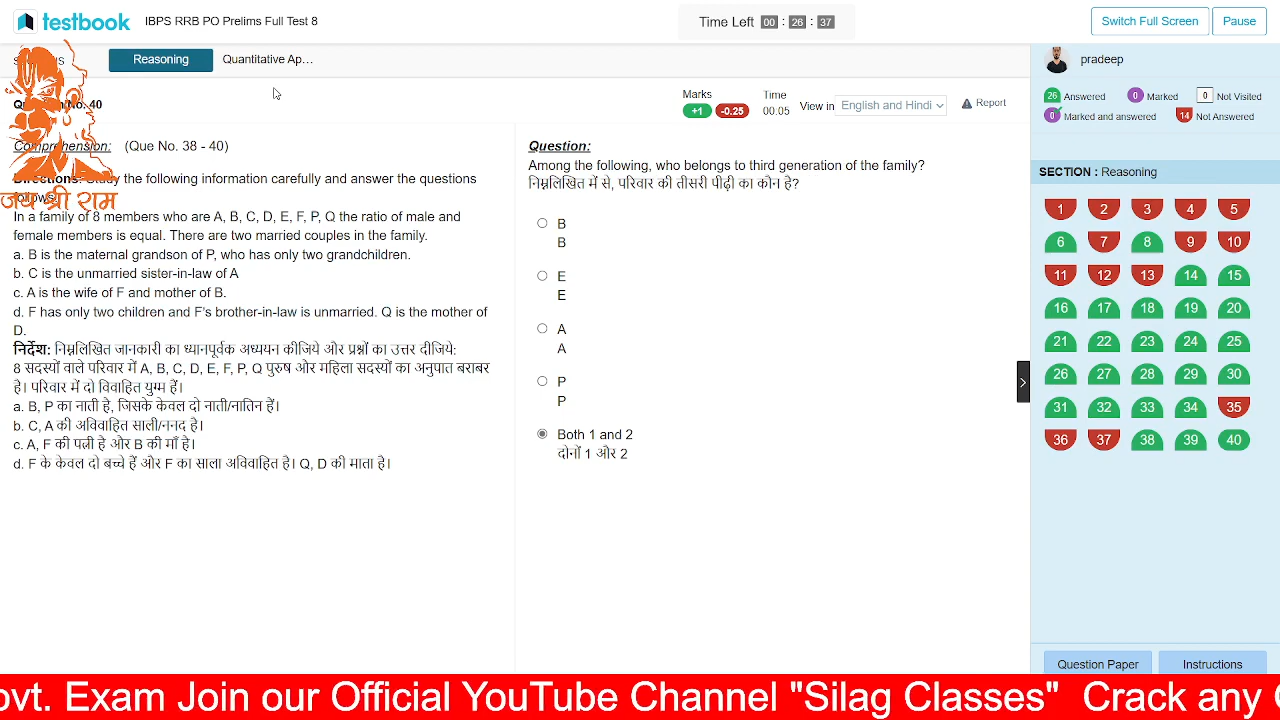 testbook
IBPS RRB PO Prelims Full Test 8
Time Left 00 : 26 : 37
Switch Full Screen
Pause
Reasoning
Quantitative Ap...
pradeep
No. 40
Marks
+1 -0.25
Time
00:05
View in English and Hindi
Report
26 Answered
0 Marked
0 Not Visited
0 Marked and answered
14 Not Answered
Comprehension: (Que No. 38 - 40)
the following information carefully and answer the questions
जय श्री राम
In a family of 8 members who are A, B, C, D, E, F, P, Q the ratio of male and
female members is equal. There are two married couples in the family.
a. B is the maternal grandson of P, who has only two grandchildren.
b. C is the unmarried sister-in-law of A
c. A is the wife of F and mother of B.
d. F has only two children and F's brother-in-law is unmarried. Q is the mother of
D.
निर्देश: निम्नलिखित जानकारी का ध्यानपूर्वक अध्ययन कीजिये और प्रश्नों का उत्तर दीजिये:
8 सदस्यों वाले परिवार में A, B, C, D, E, F, P, Q पुरुष और महिला सदस्यों का अनुपात बराबर
है। परिवार में दो विवाहित युग्म हैं।
a. B, P का नाती है, जिसके केवल दो नाती/नातिन हैं।
b. C, A की अविवाहित साली/ननद है।
c. A, F की पत्नी है और B की माँ है।
d. F के केवल दो बच्चे हैं और F का साला अविवाहित है। Q, D की माता है।
Question:
Among the following, who belongs to third generation of the family?
निम्नलिखित में से, परिवार की तीसरी पीढ़ी का कौन है?
B
B
E
E
A
A
P
P
Both 1 and 2
दोनों 1 और 2
SECTION : Reasoning
1 2 3 4 5
6 7 8 9 10
11 12 13 14 15
16 17 18 19 20
21 22 23 24 25
26 27 28 29 30
31 32 33 34 35
36 37 38 39 40
Question Paper
Instructions
ovt. Exam Join our Official YouTube Channel "Silag Classes" Crack any